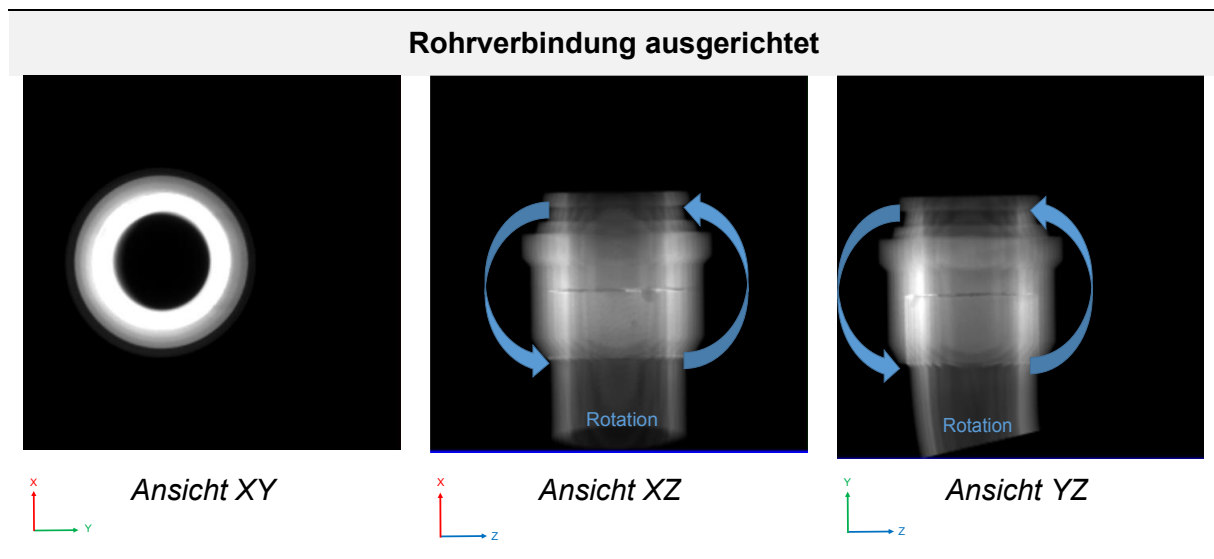 Rohrverbindung ausgerichtet
Rotation
Rotation
X
Y
Ansicht XY
X
Z
Ansicht XZ
Y
Z
Ansicht YZ